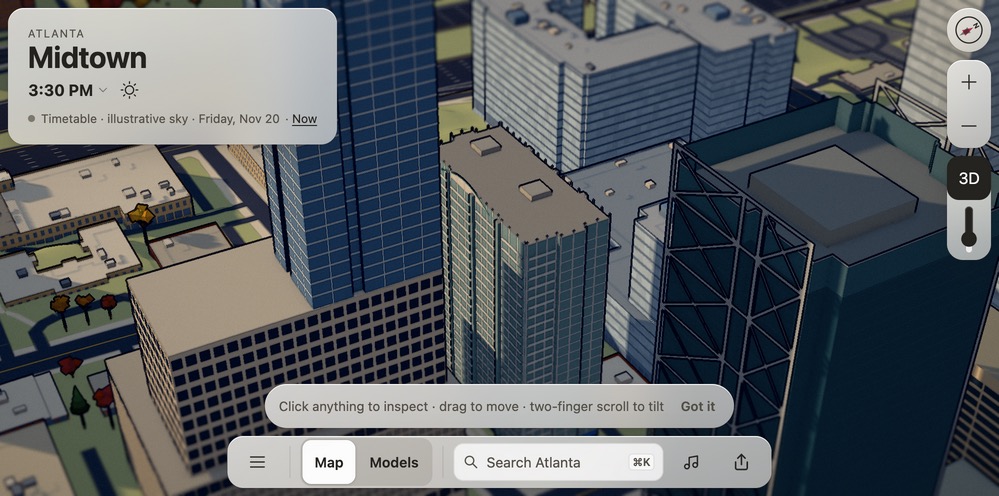 ATLANTA
Midtown
3:30 PM
Timetable · illustrative sky · Friday, Nov 20 · Now
N
3D
Click anything to inspect · drag to move · two-finger scroll to tilt Got it
Map Models Search Atlanta ⌘K